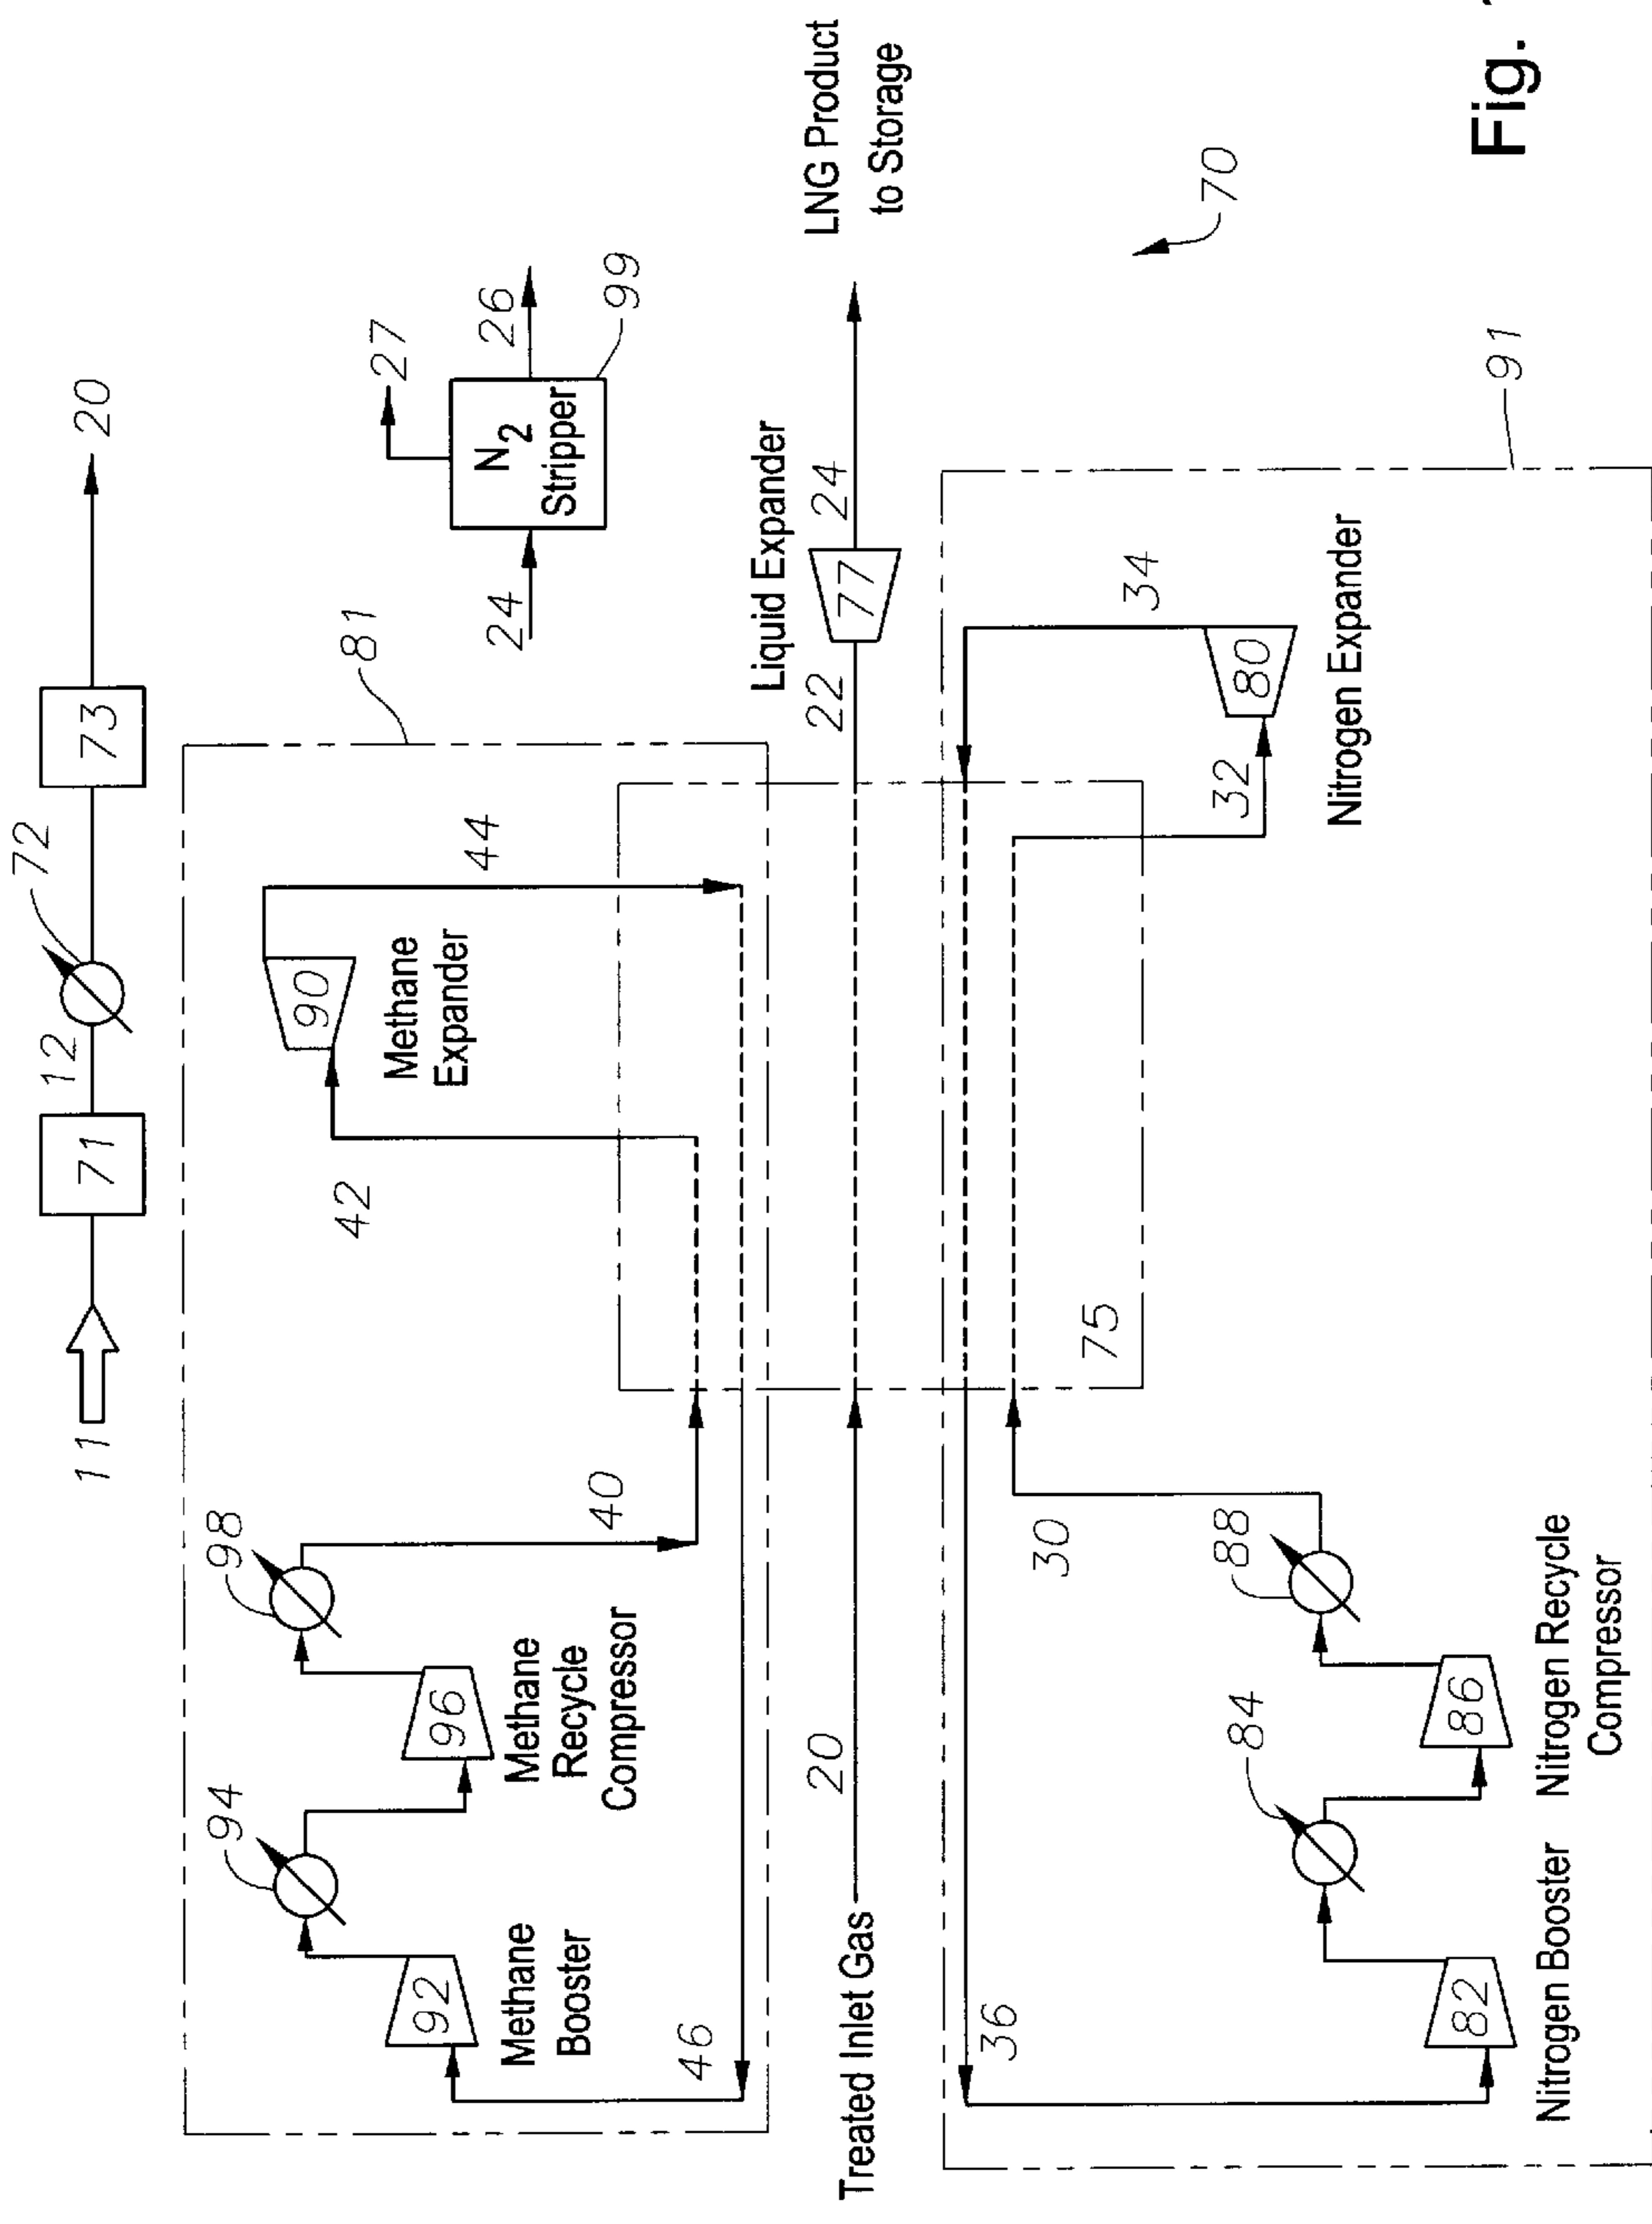 11
71
12
72
73
20
98
94
96
92
Methane
Recycle
Compressor
Methane
Booster
40
46
42
90
Methane
Expander
44
81
24
N2
Stripper
27
26
99
Treated Inlet Gas
20
22
Liquid Expander
77
24
LNG Product
to Storage
75
36
30
88
84
86
82
Nitrogen Booster
Nitrogen Recycle
Compressor
32
80
34
Nitrogen Expander
91
70
Fig.